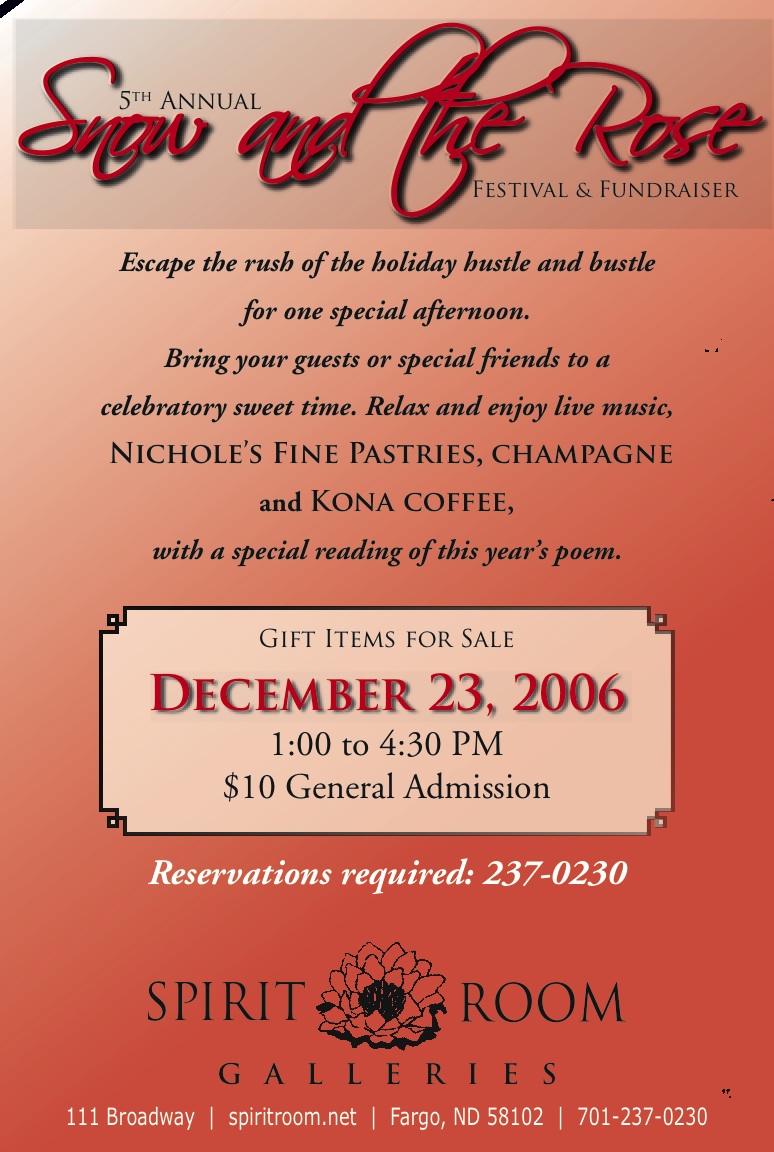 5TH ANNUAL
Snow and the Rose
FESTIVAL & FUNDRAISER
Escape the rush of the holiday hustle and bustle
for one special afternoon.
Bring your guests or special friends to a
celebratory sweet time. Relax and enjoy live music,
NICHOLE'S FINE PASTRIES, CHAMPAGNE
and KONA COFFEE,
with a special reading of this year's poem.
GIFT ITEMS FOR SALE
DECEMBER 23, 2006
1:00 to 4:30 PM
$10 General Admission
Reservations required: 237-0230
SPIRIT ROOM
GALLERIES
111 Broadway | spiritroom.net | Fargo, ND 58102 | 701-237-0230